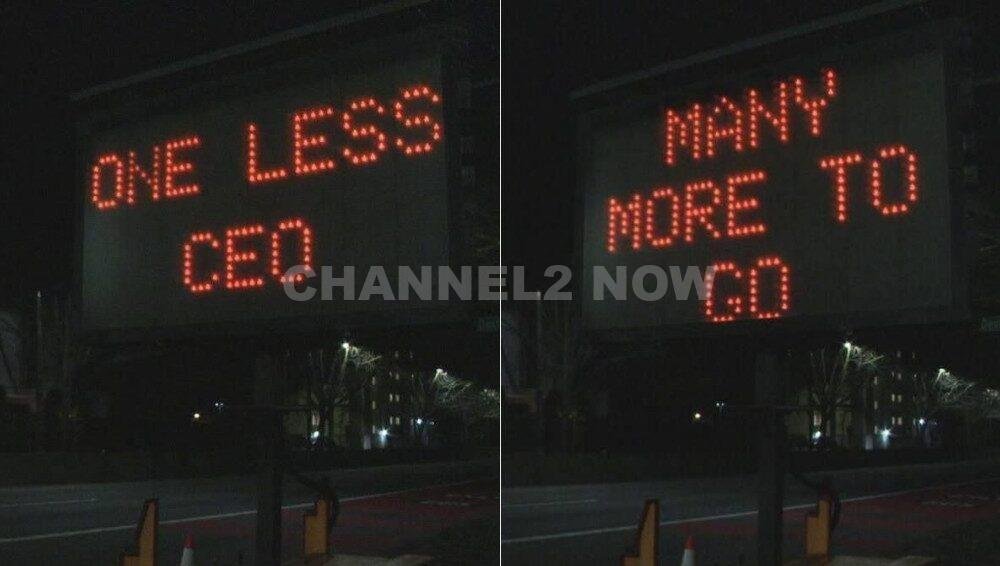 ONE LESS
CEO
MANY
MORE TO
GO
CHANNEL2 NOW